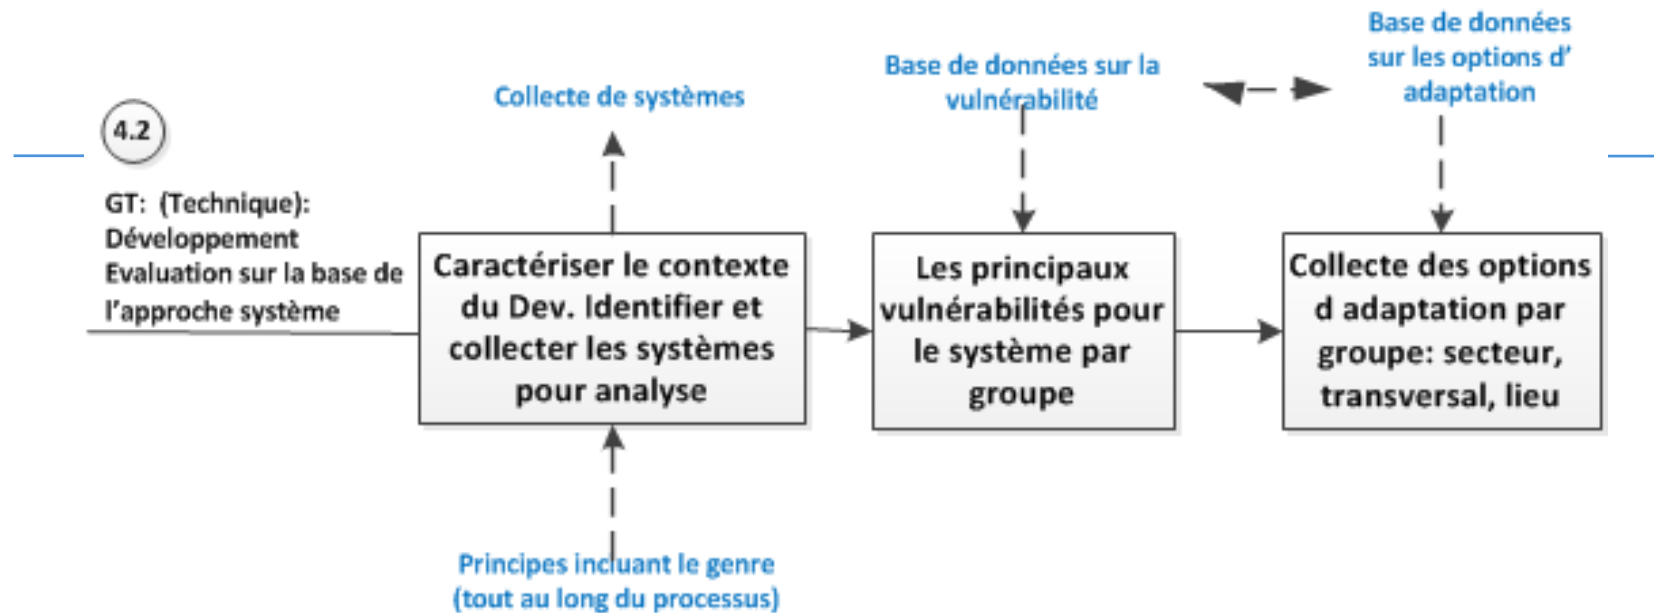 Base de données
sur les options d'
adaptation
Base de données sur la
vulnérabilité
Collecte de systèmes
4.2
GT: (Technique):
Développement
Evaluation sur la base de
l'approche système
Caractériser le contexte
du Dev. Identifier et
collecter les systèmes
pour analyse
Les principaux
vulnérabilités pour
le système par
groupe
Collecte des options
d adaptation par
groupe: secteur,
transversal, lieu
Principes incluant le genre
(tout au long du processus)